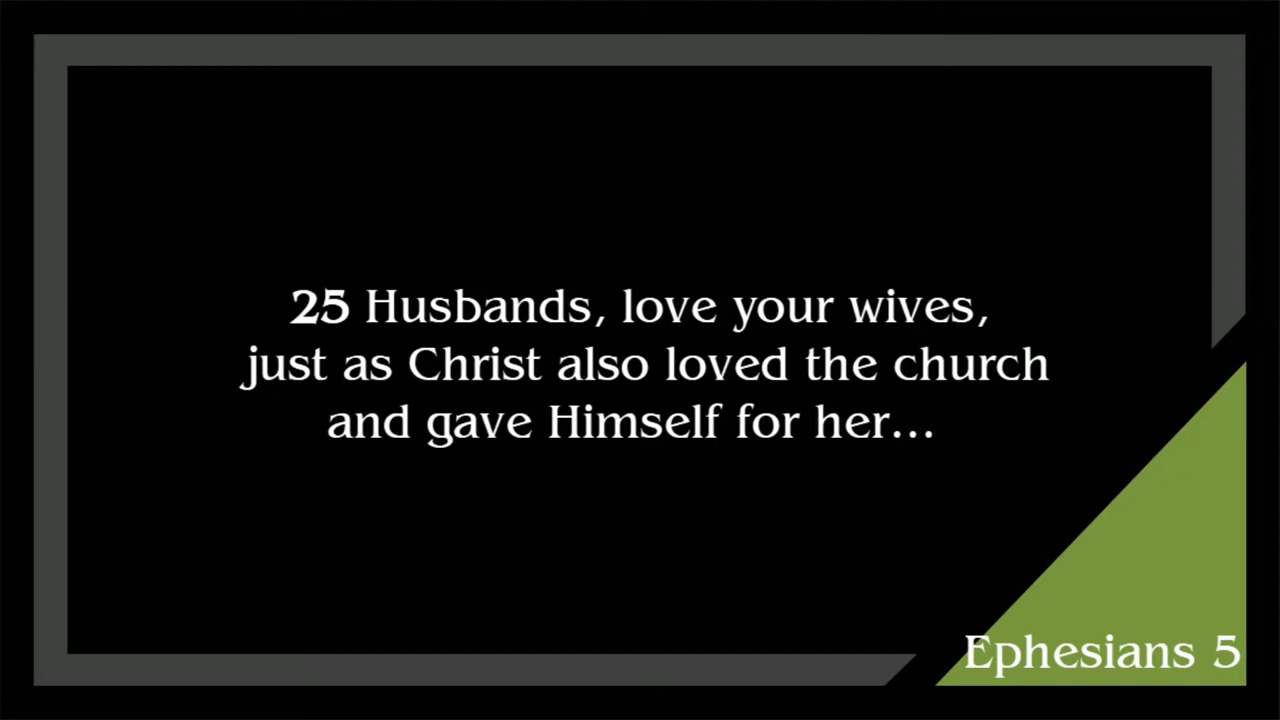 25 Husbands, love your wives,
just as Christ also loved the church
and gave Himself for her...
Ephesians 5